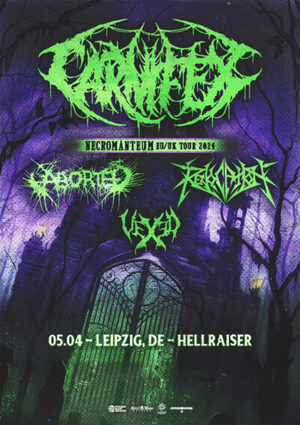 CARNIFEX
NECROMANTEUM EU/UK TOUR 2024
ABORTED
REVOCATION
VEXED
05.04 – LEIPZIG, DE – HELLRAISER